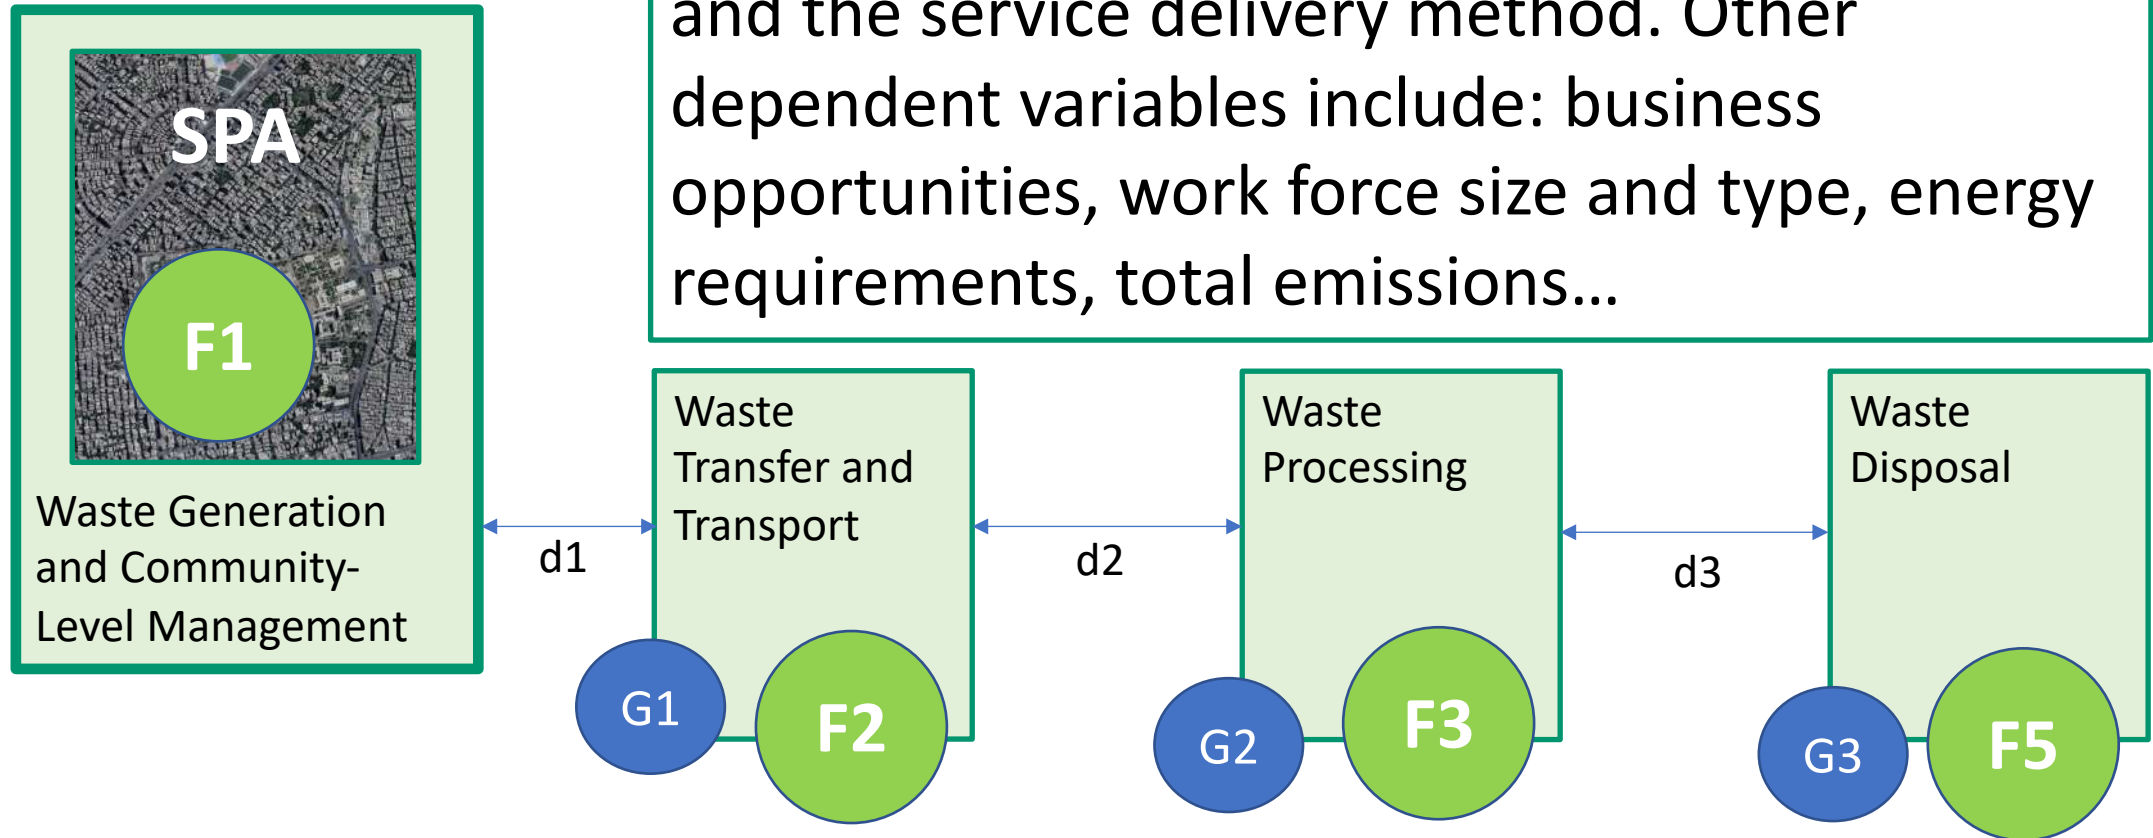 and the service delivery method. Other
dependent variables include: business
opportunities, work force size and type, energy
requirements, total emissions…
SPA
F1
Waste Generation
and Community-
Level Management
d1
Waste
Transfer and
Transport
G1
F2
d2
Waste
Processing
G2
F3
d3
Waste
Disposal
G3
F5